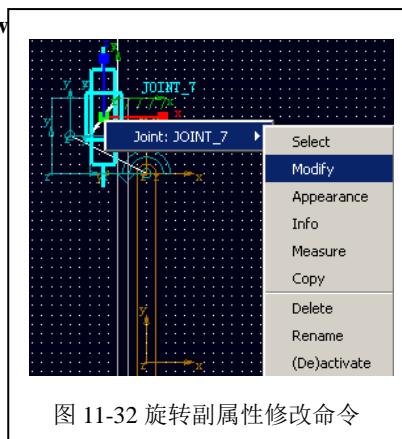 JOINT_7
Joint: JOINT_7
Select
Modify
Appearance
Info
Measure
Copy
Delete
Rename
(De)activate
图 11-32 旋转副属性修改命令